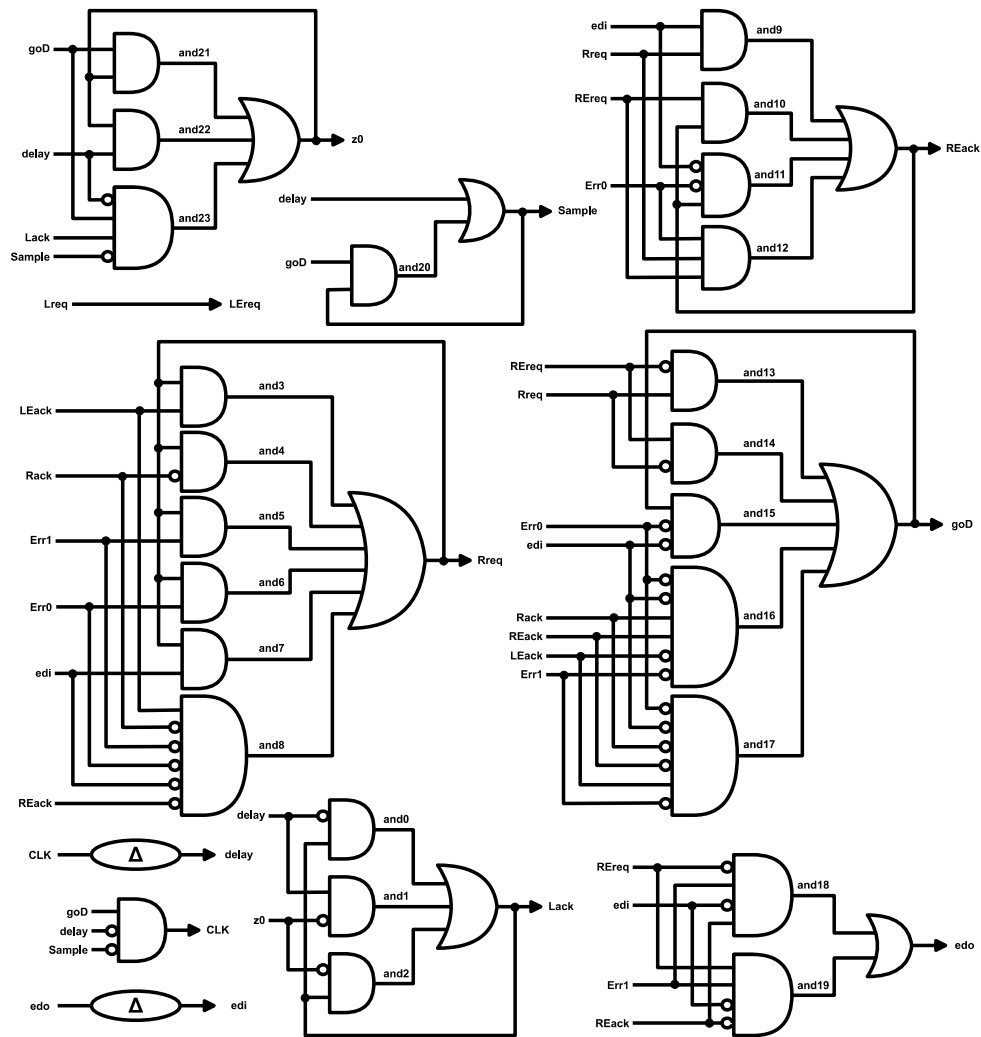 goD
and21
and22
delay
z0
and23
Lack
Sample
Lreq
LEreq
delay
Sample
goD
and20
edi
and9
Rreq
REreq
and10
REack
and11
Err0
and12
and3
LEack
and4
Rack
and5
Err1
Rreq
and6
Err0
and7
edi
and8
REack
REreq
and13
Rreq
and14
and15
Err0
goD
edi
and16
Rack
REack
LEack
Err1
and17
CLK
Δ
delay
goD
delay
CLK
Sample
edo
Δ
edi
delay
and0
and1
Lack
z0
and2
REreq
and18
edi
edo
Err1
and19
REack